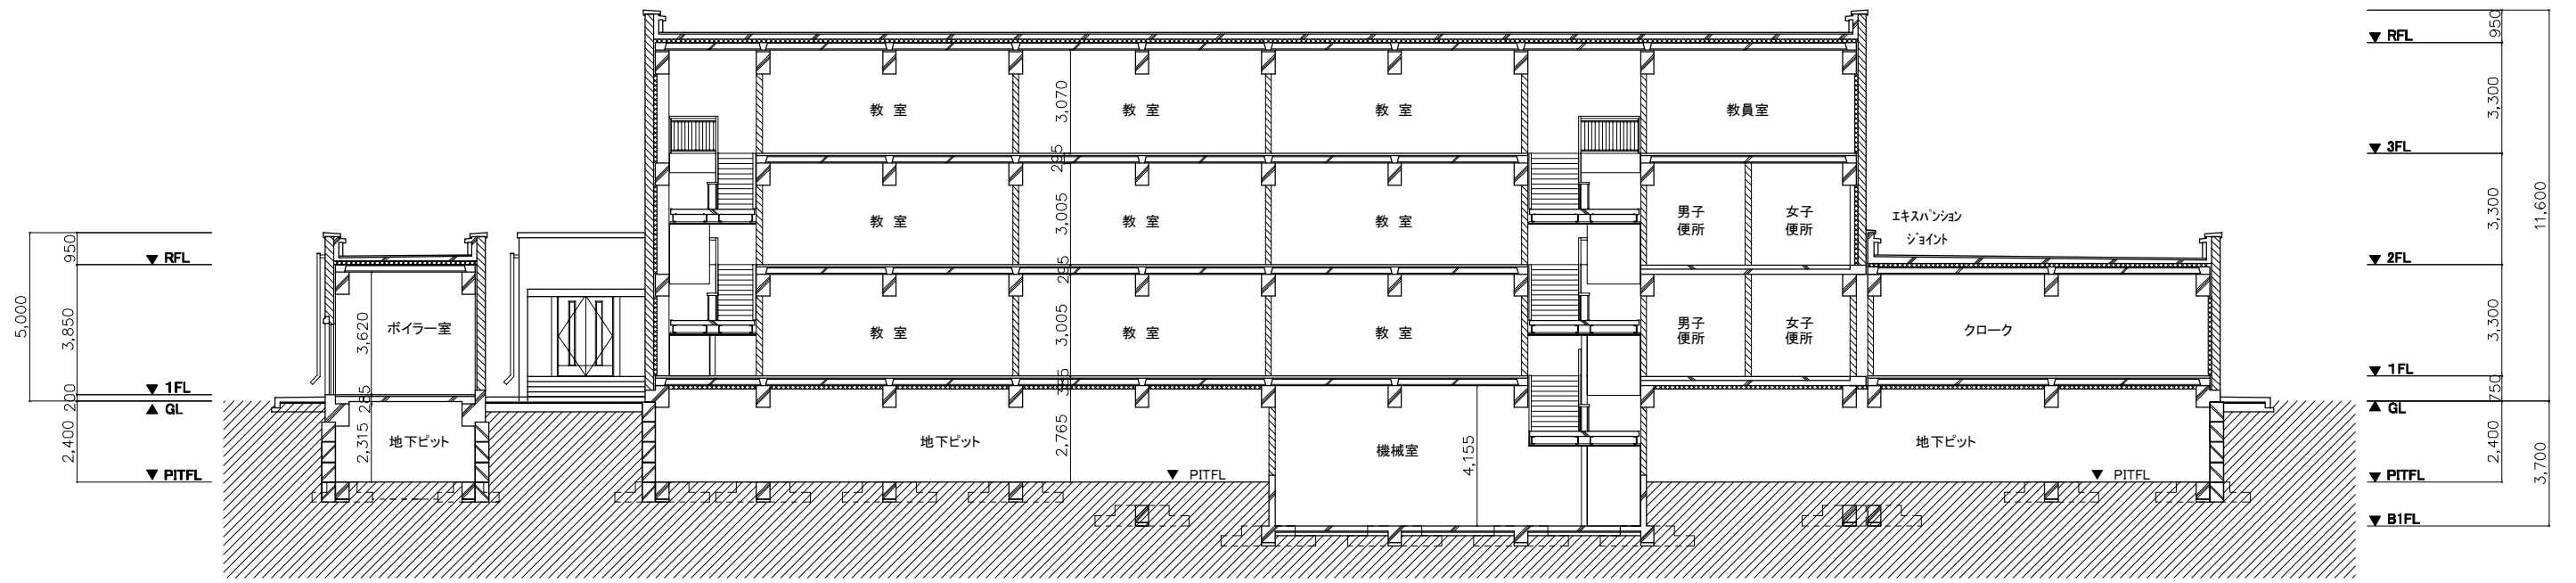 950
▼ RFL
3,070
教 室
教 室
教 室
教員室
3,300
295
▼ 3FL
3,005
教 室
教 室
教 室
男子
便所
女子
便所
エキスパンション
ジョイント
3,300
11,600
950
▼ RFL
295
▼ 2FL
5,000
3,850
3,620
ボイラー室
教 室
3,005
教 室
教 室
男子
便所
女子
便所
クローク
3,300
▼ 1FL
200
285
▲ GL
▼ 1FL
750
▲ GL
2,400
2,315
地下ピット
地下ピット
2,765
機械室
4,155
地下ピット
2,400
3,700
▼ PITFL
▼ PITFL
▼ PITFL
▼ PITFL
▼ B1FL